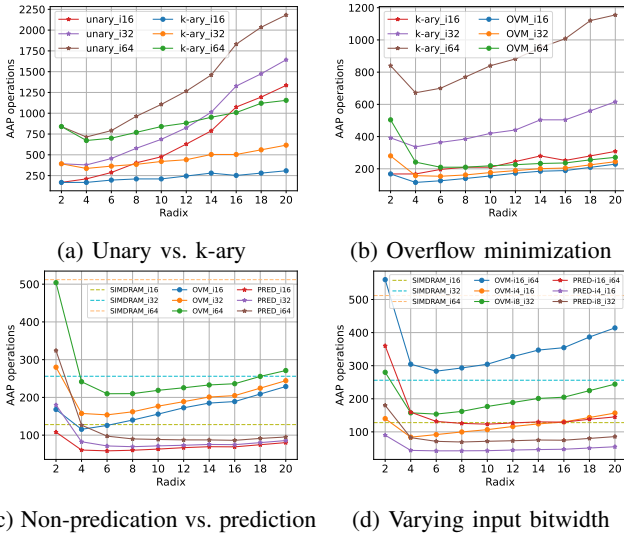 2250
2000
1750
1500
1250
1000
750
500
250
AAP operations
unary_i16
unary_i32
unary_i64
k-ary_i16
k-ary_i32
k-ary_i64
2 4 6 8 10 12 14 16 18 20
Radix
(a) Unary vs. k-ary
1000
800
600
400
200
AAP operations
k-ary_i16
k-ary_i32
k-ary_i64
OVM_i16
OVM_i32
OVM_i64
2 4 6 8 10 12 14 16 18 20
Radix
(b) Overflow minimization
500
400
300
200
100
AAP operations
SIMDRAM_i16
SIMDRAM_i32
SIMDRAM_i64
OVM_i16
OVM_i32
OVM_i64
PRED_i16
PRED_i32
PRED_i64
2 4 6 8 10 12 14 16 18 20
Radix
c) Non-predication vs. prediction
500
400
300
200
100
AAP operations
SIMDRAM_i16
SIMDRAM_i32
SIMDRAM_i64
OVM-i16_i64
OVM-i4_i16
OVM-i8_i32
PRED-i16_i64
PRED-i4_i16
PRED-i8_i32
2 4 6 8 10 12 14 16 18 20
Radix
(d) Varying input bitwidth